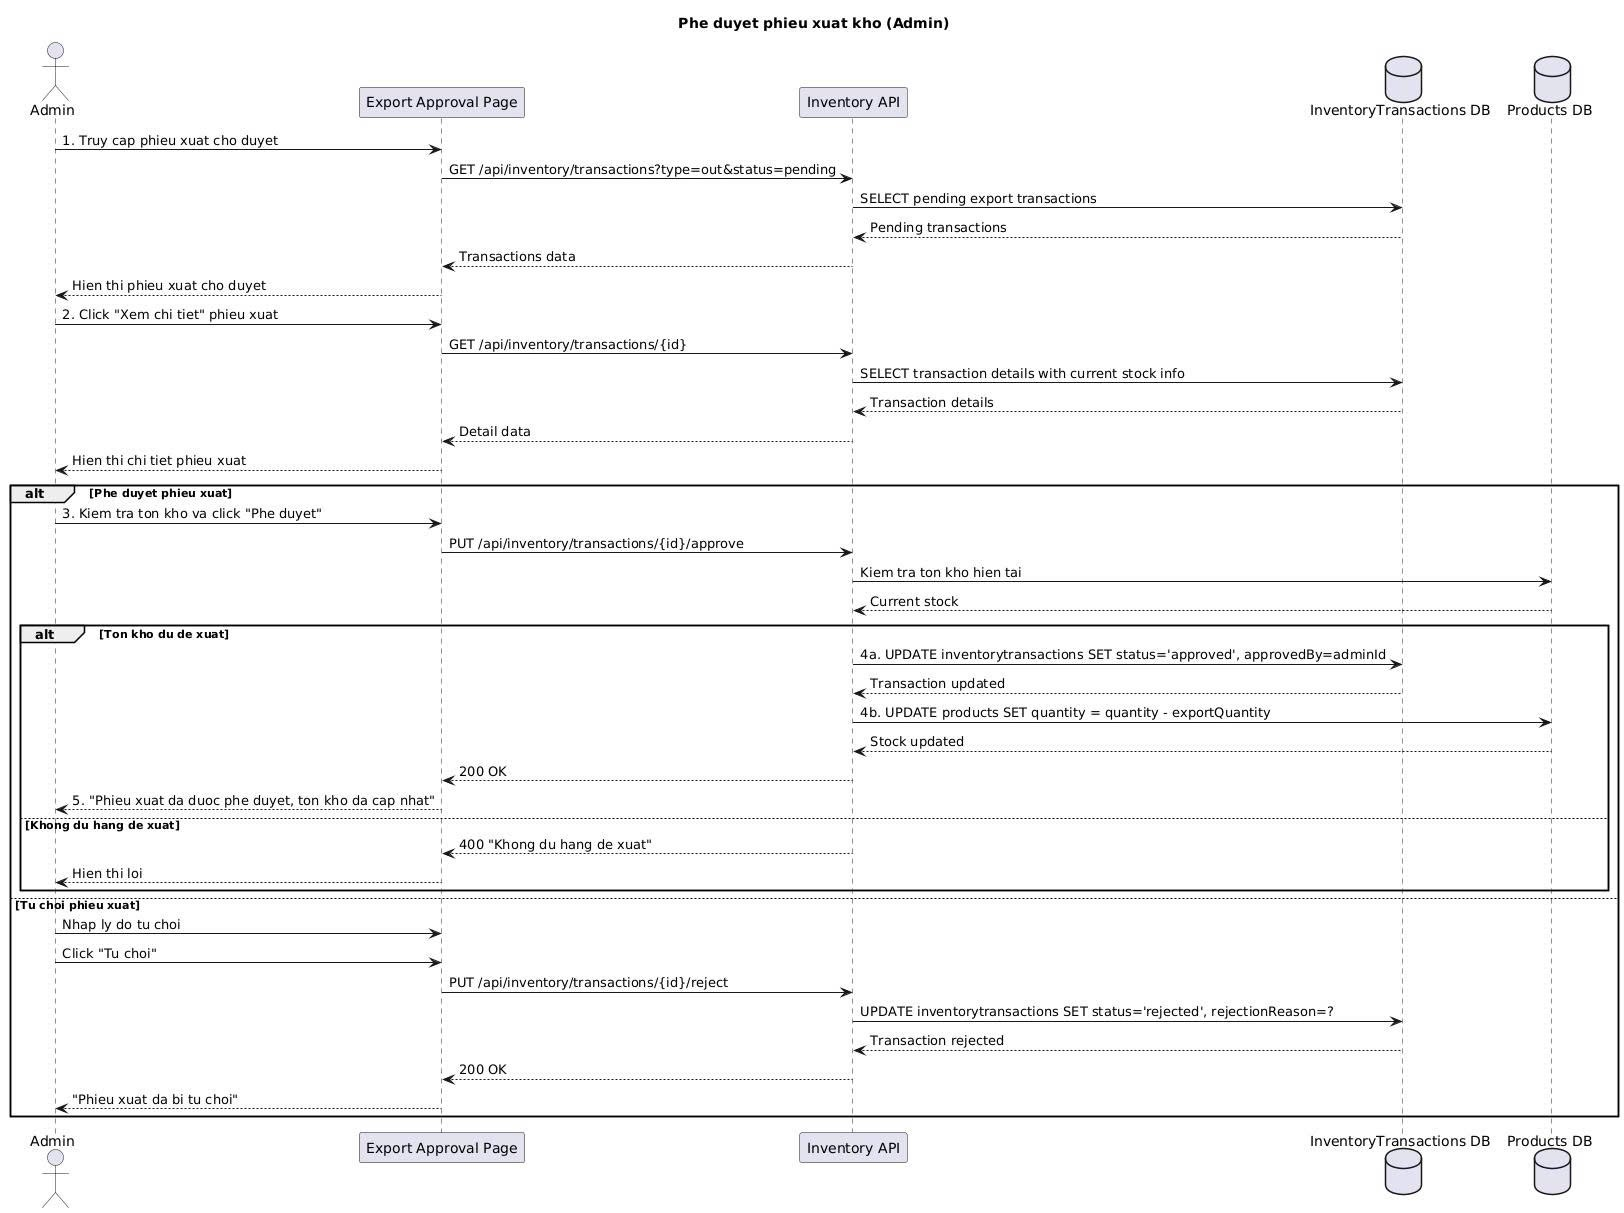 Phe duyet phieu xuat kho (Admin)
Admin
Export Approval Page
Inventory API
InventoryTransactions DB
Products DB
1. Truy cap phieu xuat cho duyet
GET /api/inventory/transactions?type=out&status=pending
SELECT pending export transactions
Pending transactions
Transactions data
Hien thi phieu xuat cho duyet
2. Click "Xem chi tiet" phieu xuat
GET /api/inventory/transactions/{id}
SELECT transaction details with current stock info
Transaction details
Detail data
Hien thi chi tiet phieu xuat
alt [Phe duyet phieu xuat]
3. Kiem tra ton kho va click "Phe duyet"
PUT /api/inventory/transactions/{id}/approve
Kiem tra ton kho hien tai
Current stock
alt [Ton kho du de xuat]
4a. UPDATE inventorytransactions SET status='approved', approvedBy=adminId
Transaction updated
4b. UPDATE products SET quantity = quantity - exportQuantity
Stock updated
200 OK
5. "Phieu xuat da duoc phe duyet, ton kho da cap nhat"
[Khong du hang de xuat]
400 "Khong du hang de xuat"
Hien thi loi
[Tu choi phieu xuat]
Nhap ly do tu choi
Click "Tu choi"
PUT /api/inventory/transactions/{id}/reject
UPDATE inventorytransactions SET status='rejected', rejectionReason=?
Transaction rejected
200 OK
"Phieu xuat da bi tu choi"
Admin
Export Approval Page
Inventory API
InventoryTransactions DB
Products DB